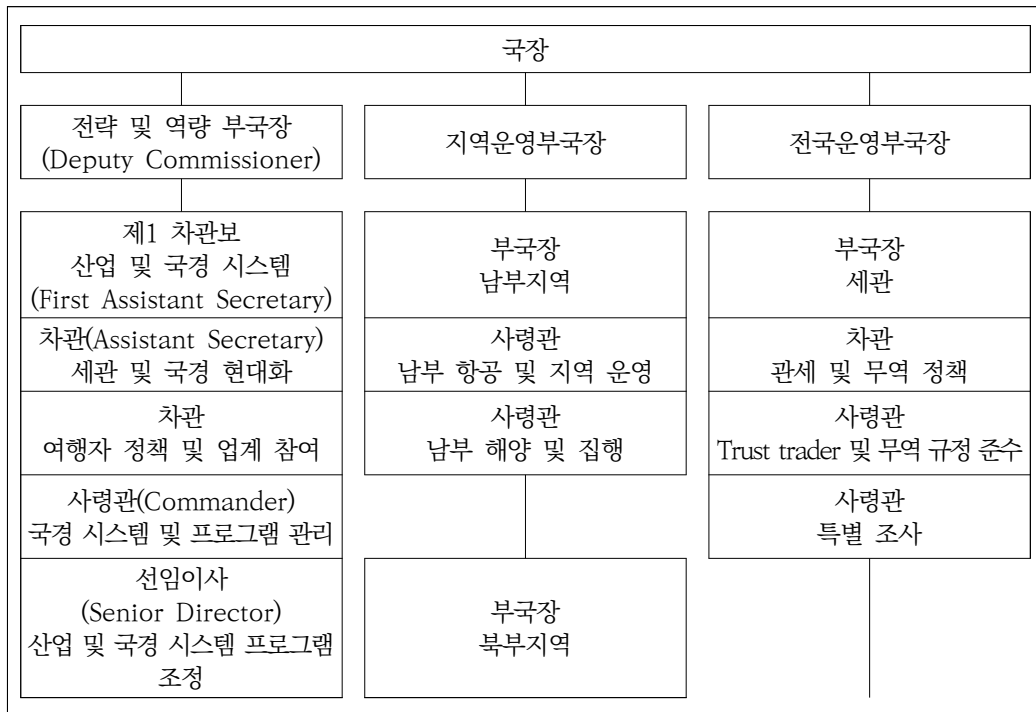 국장
전략 및 역량 부국장
(Deputy Commissioner)
지역운영부국장
전국운영부국장
제1 차관보
산업 및 국경 시스템
(First Assistant Secretary)
차관(Assistant Secretary)
세관 및 국경 현대화
차관
여행자 정책 및 업계 참여
사령관(Commander)
국경 시스템 및 프로그램 관리
선임이사
(Senior Director)
산업 및 국경 시스템 프로그램
조정
부국장
남부지역
사령관
남부 항공 및 지역 운영
사령관
남부 해양 및 집행
부국장
북부지역
부국장
세관
차관
관세 및 무역 정책
사령관
Trust trader 및 무역 규정 준수
사령관
특별 조사